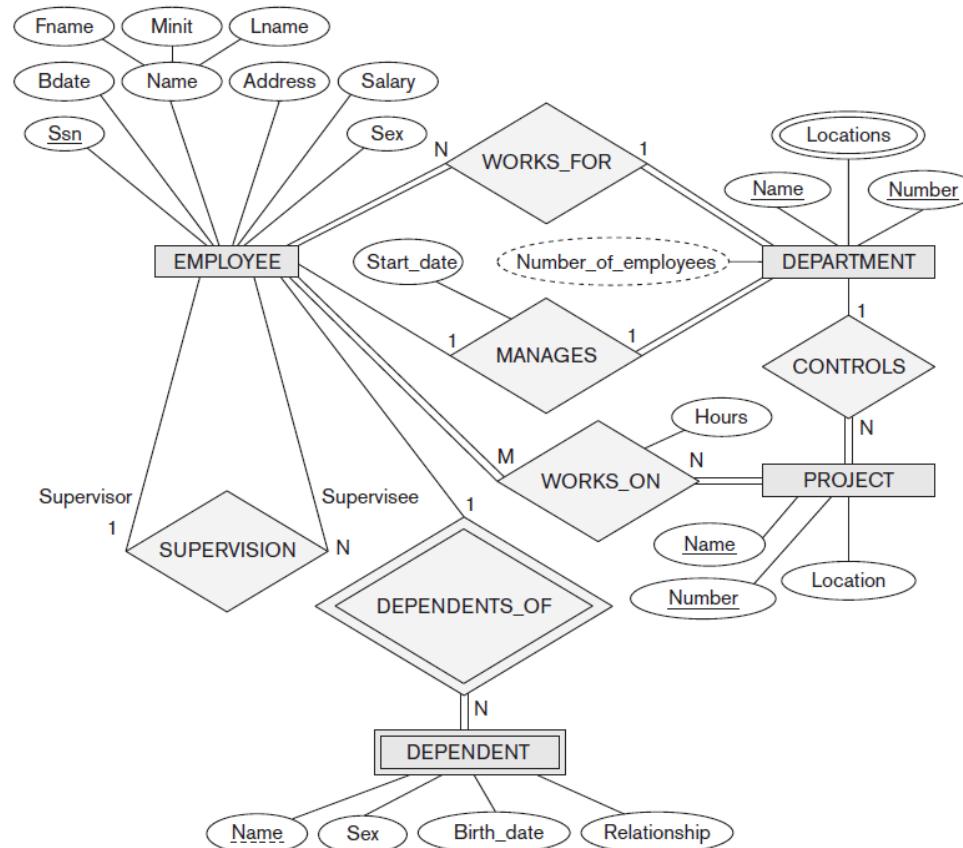 Fname
Minit
Lname
Bdate
Name
Address
Salary
Ssn
Sex
N
WORKS_FOR
1
Locations
Name
Number
EMPLOYEE
Start_date
Number_of_employees
DEPARTMENT
1
MANAGES
1
1
CONTROLS
N
Hours
M
WORKS_ON
N
PROJECT
Supervisor
1
SUPERVISION
Supervisee
N
Name
Number
Location
1
DEPENDENTS_OF
N
DEPENDENT
Name
Sex
Birth_date
Relationship